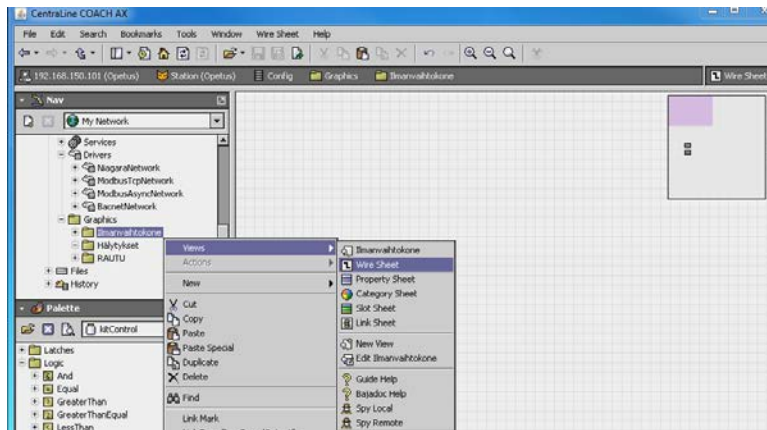 CentraLine COACH AX
File Edit Search Bookmarks Tools Window Wire Sheet Help
192.168.150.101 (Opetus) Station (Opetus) Config Graphics Ilmanvaihtokone Wire Sheet
Nav
My Network
Services
Drivers
NiagaraNetwork
ModbusTcpNetwork
ModbusAsyncNetwork
BacnetNetwork
Graphics
Ilmanvaihtokone
Hälytykset
RAUTU
Files
History
Palette
kitControl
Latches
Logic
And
Equal
GreaterThan
GreaterThanEqual
LessThan
Views
Actions
New
Cut
Copy
Paste
Paste Special
Duplicate
Delete
Find
Link Mark
Ilmanvaihtokone
Wire Sheet
Property Sheet
Category Sheet
Slot Sheet
Link Sheet
New View
Edit Ilmanvaihtokone
Guide Help
Bajadoc Help
Spy Local
Spy Remote